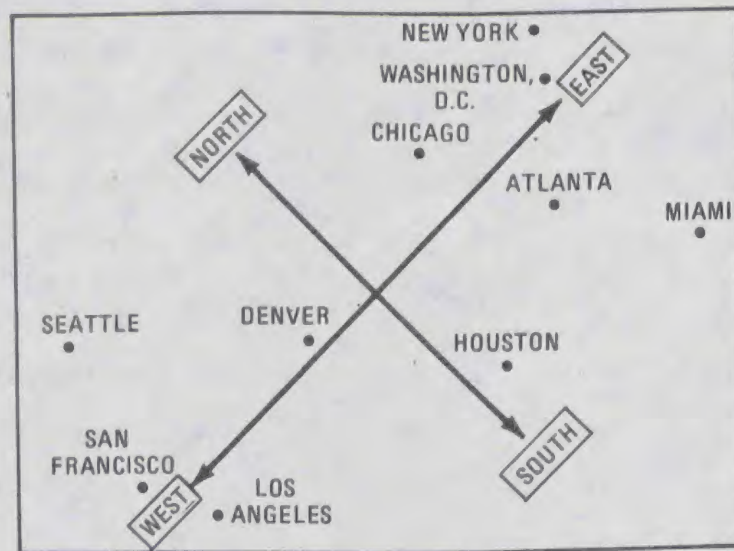 NEW YORK
WASHINGTON,
D.C.
EAST
CHICAGO
NORTH
ATLANTA
MIAMI
SEATTLE
DENVER
HOUSTON
SAN
FRANCISCO
WEST
LOS
ANGELES
SOUTH